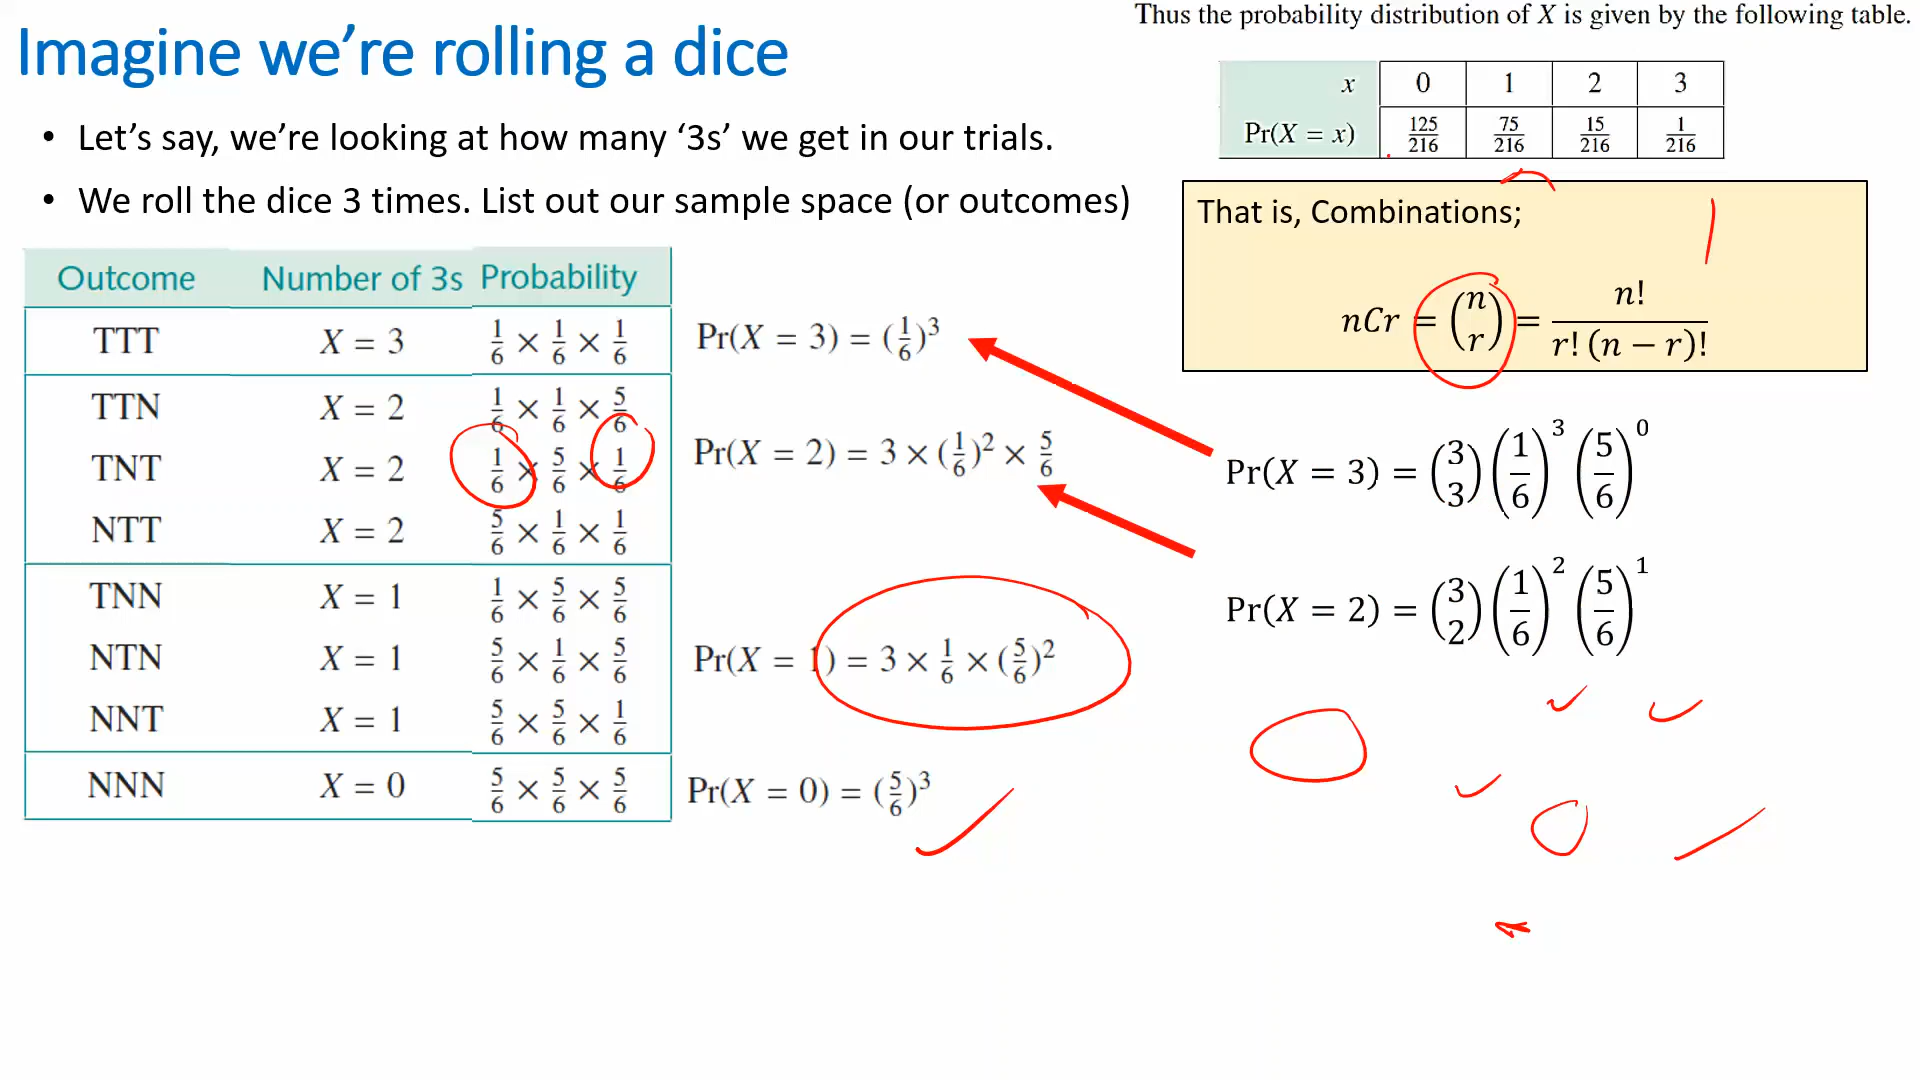 Imagine we’re rolling a dice
• Let’s say, we’re looking at how many ‘3s’ we get in our trials.
• We roll the dice 3 times. List out our sample space (or outcomes)
Thus the probability distribution of X is given by the following table.
x 0 1 2 3
Pr(X = x) 125/216 75/216 15/216 1/216
That is, Combinations;
nCr = (n r) = n! / r! (n − r)!
Outcome Number of 3s Probability
TTT X = 3 1/6 × 1/6 × 1/6 Pr(X = 3) = (1/6)³
TTN X = 2 1/6 × 1/6 × 5/6
TNT X = 2 1/6 × 5/6 × 1/6 Pr(X = 2) = 3 × (1/6)² × 5/6
NTT X = 2 5/6 × 1/6 × 1/6
TNN X = 1 1/6 × 5/6 × 5/6
NTN X = 1 5/6 × 1/6 × 5/6 Pr(X = 1) = 3 × 1/6 × (5/6)²
NNT X = 1 5/6 × 5/6 × 1/6
NNN X = 0 5/6 × 5/6 × 5/6 Pr(X = 0) = (5/6)³
Pr(X = 3) = (3 3) (1/6)³ (5/6)⁰
Pr(X = 2) = (3 2) (1/6)² (5/6)¹